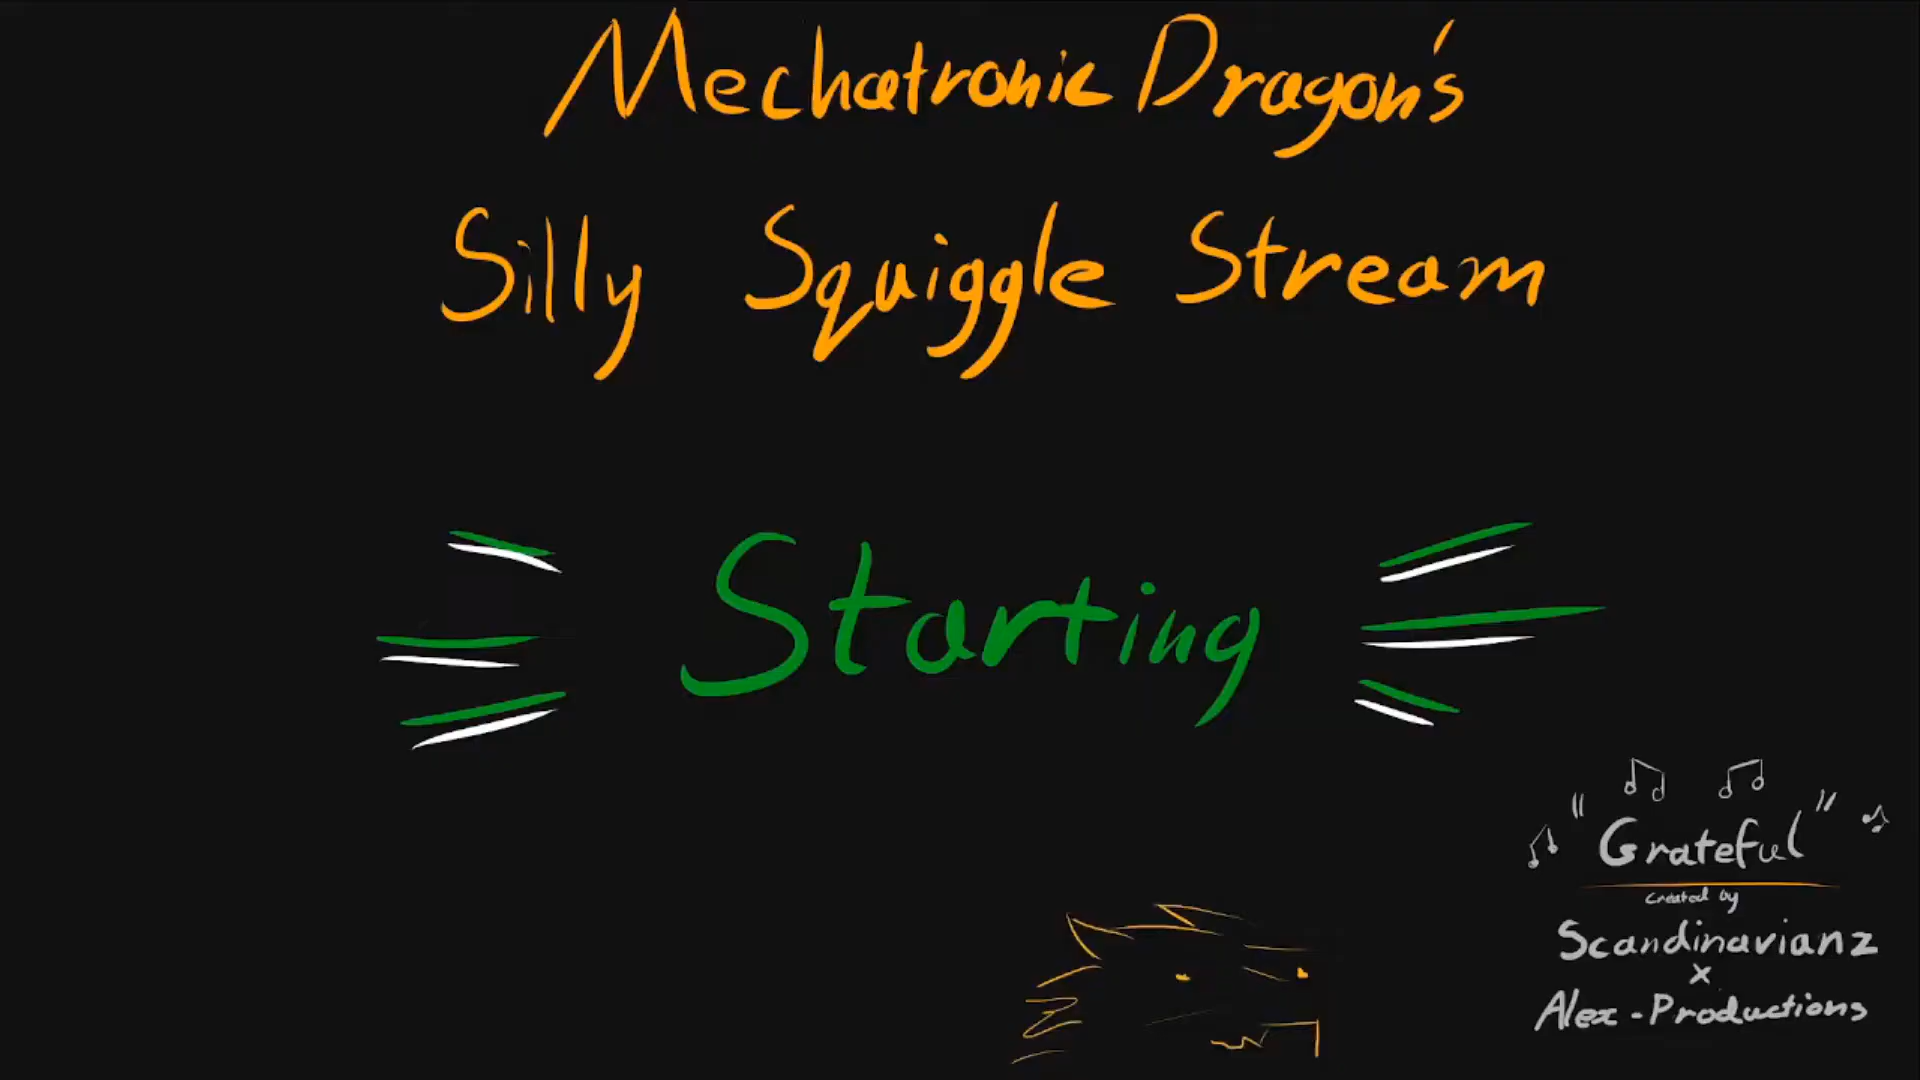 Mechatronic Dragon's
Silly Squiggle Stream
Starting
"Grateful"
Created by
Scandinavianz
x
Alex-Productions